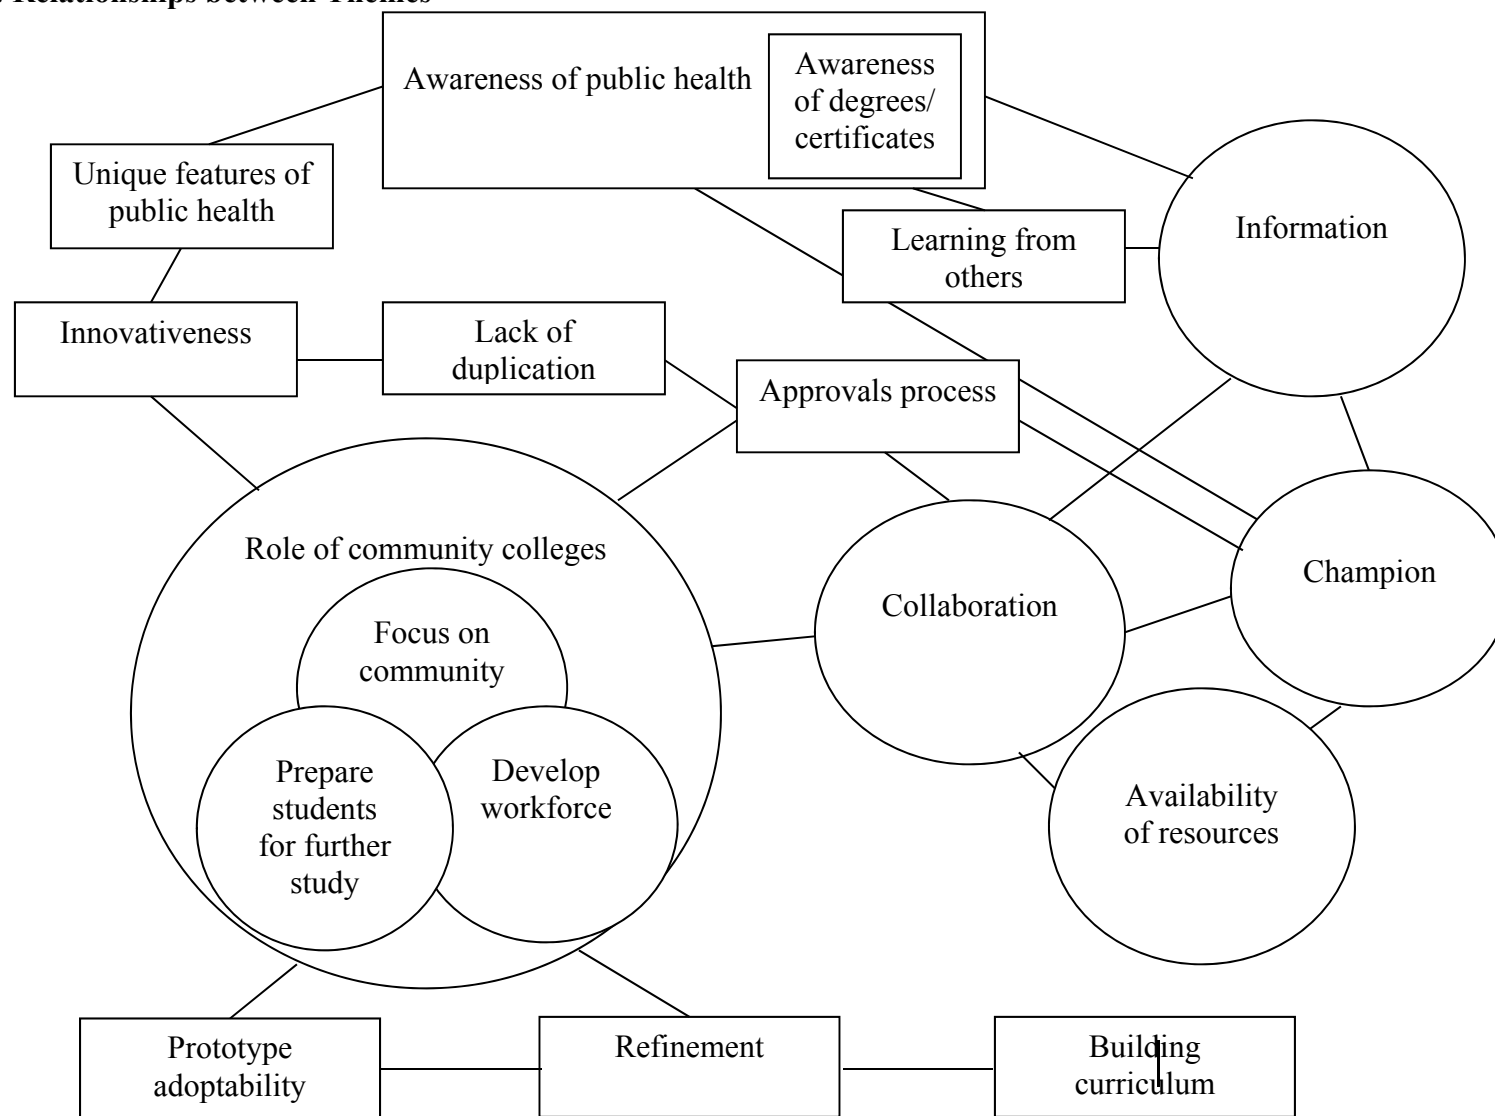 Relationships between Themes
Awareness of public health
Awareness
of degrees/
certificates
Unique features of
public health
Information
Learning from
others
Innovativeness
Lack of
duplication
Approvals process
Role of community colleges
Champion
Collaboration
Focus on
community
Prepare
students
for further
study
Develop
workforce
Availability
of resources
Prototype
adoptability
Refinement
Building
curriculum